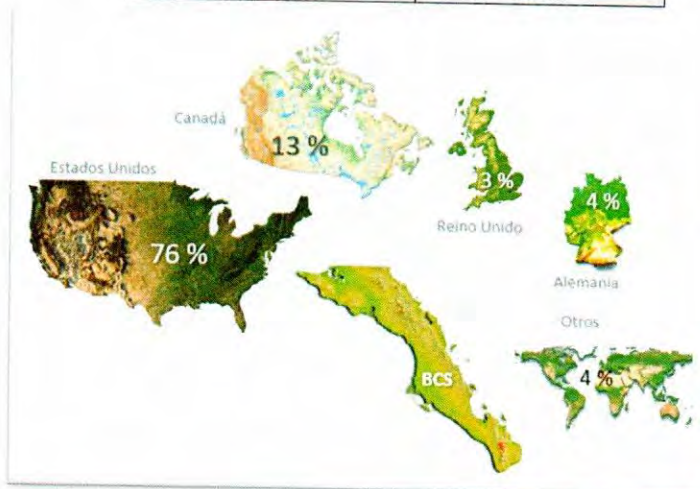 Canadá
13 %
Estados Unidos
76 %
3 %
Reino Unido
4 %
Alemania
Otros
4 %
BCS